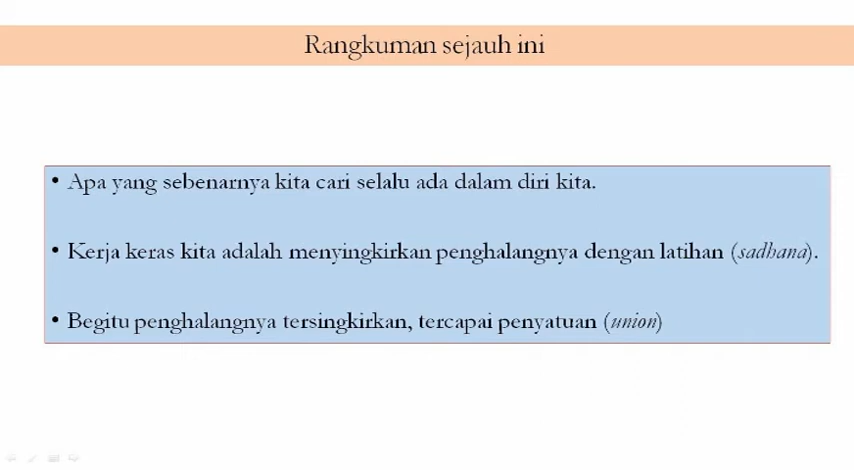 Rangkuman sejauh ini
• Apa yang sebenarnya kita cari selalu ada dalam diri kita.
• Kerja keras kita adalah menyingkirkan penghalangnya dengan latihan (sadhana).
• Begitu penghalangnya tersingkirkan, tercapai penyatuan (union)